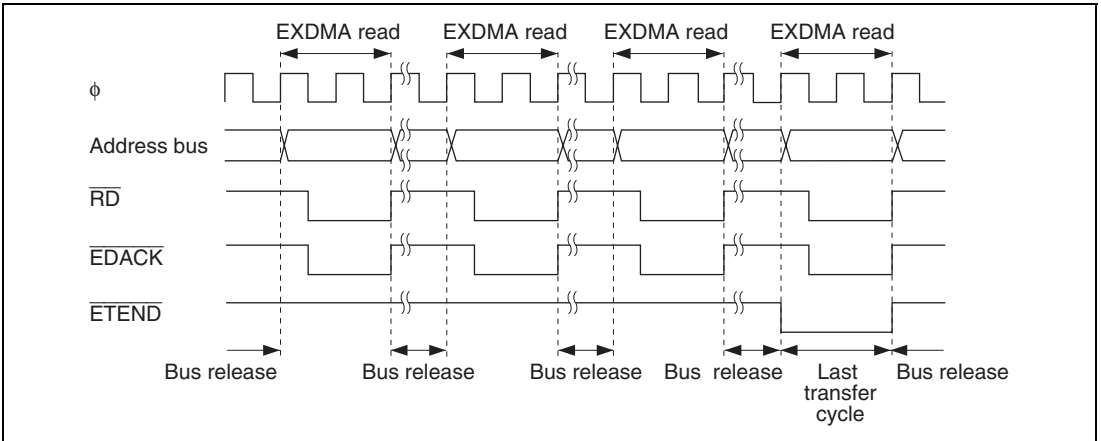 EXDMA read EXDMA read EXDMA read EXDMA read
ϕ
Address bus
RD
EDACK
ETEND
Bus release Bus release Bus release Bus release Last transfer cycle Bus release